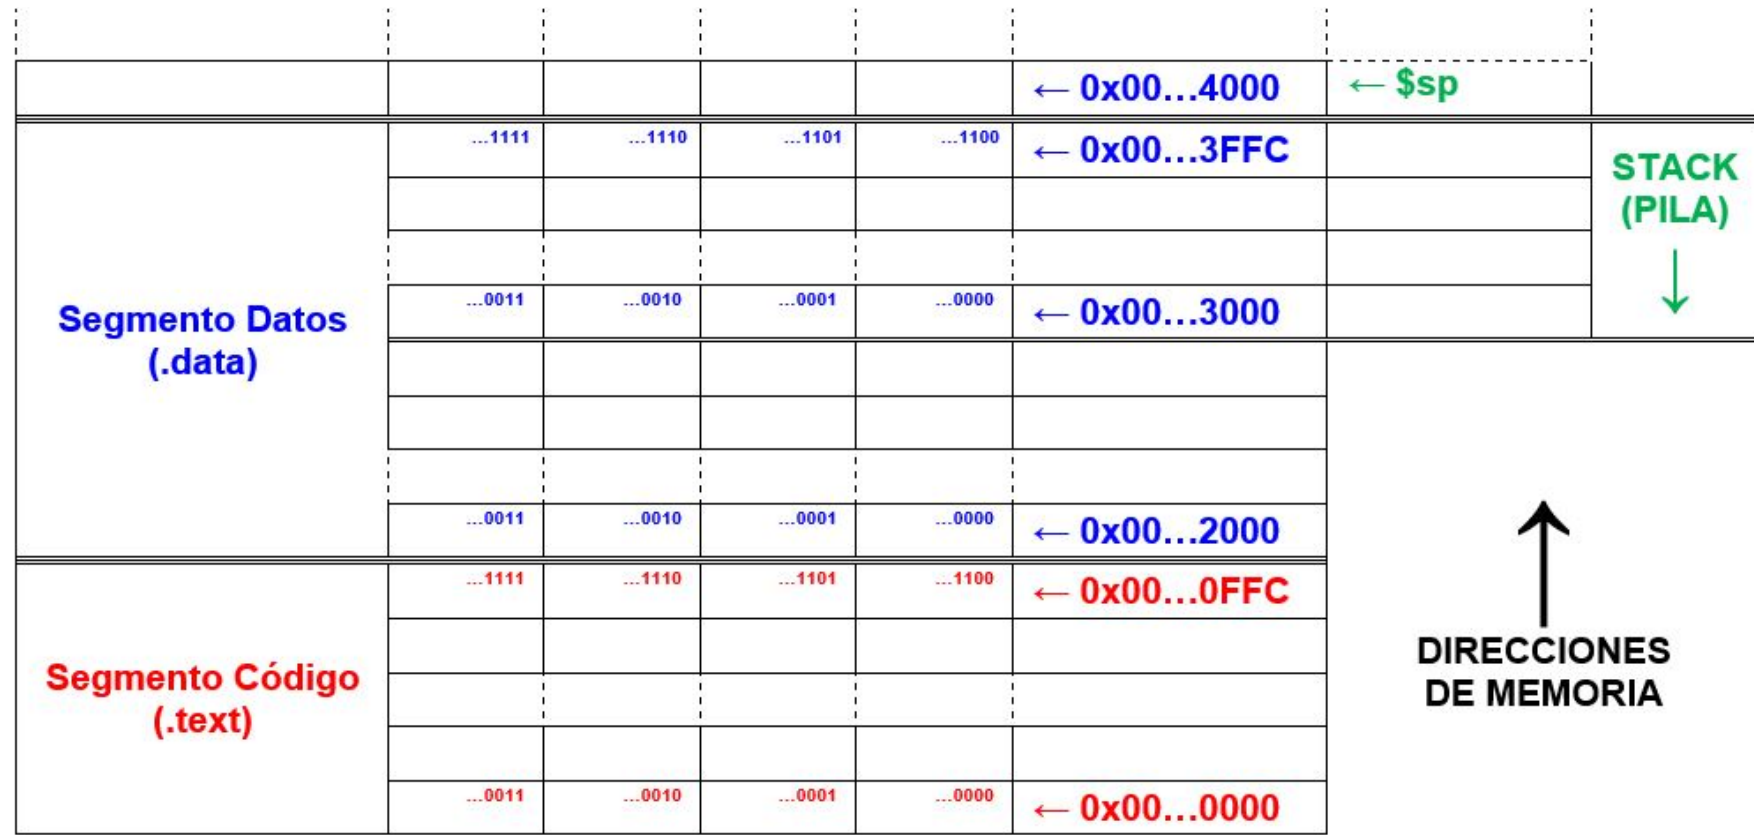 ← 0x00...4000 ← $sp
...1111 ...1110 ...1101 ...1100 ← 0x00...3FFC
STACK
(PILA)
↓
...0011 ...0010 ...0001 ...0000 ← 0x00...3000
Segmento Datos
(.data)
...0011 ...0010 ...0001 ...0000 ← 0x00...2000
...1111 ...1110 ...1101 ...1100 ← 0x00...0FFC
↑
DIRECCIONES
DE MEMORIA
Segmento Código
(.text)
...0011 ...0010 ...0001 ...0000 ← 0x00...0000